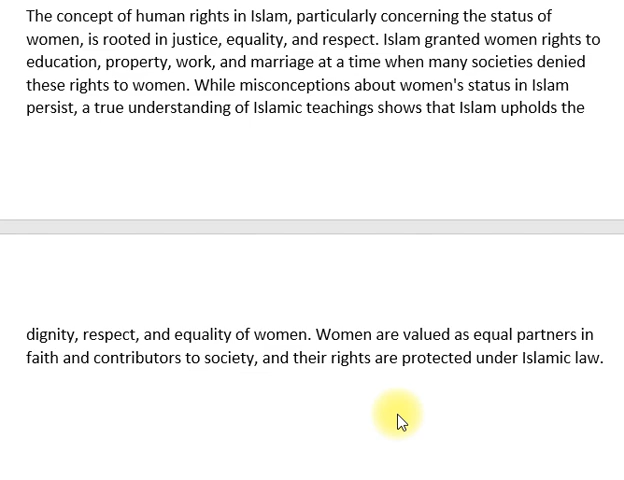 The concept of human rights in Islam, particularly concerning the status of
women, is rooted in justice, equality, and respect. Islam granted women rights to
education, property, work, and marriage at a time when many societies denied
these rights to women. While misconceptions about women's status in Islam
persist, a true understanding of Islamic teachings shows that Islam upholds the
dignity, respect, and equality of women. Women are valued as equal partners in
faith and contributors to society, and their rights are protected under Islamic law.